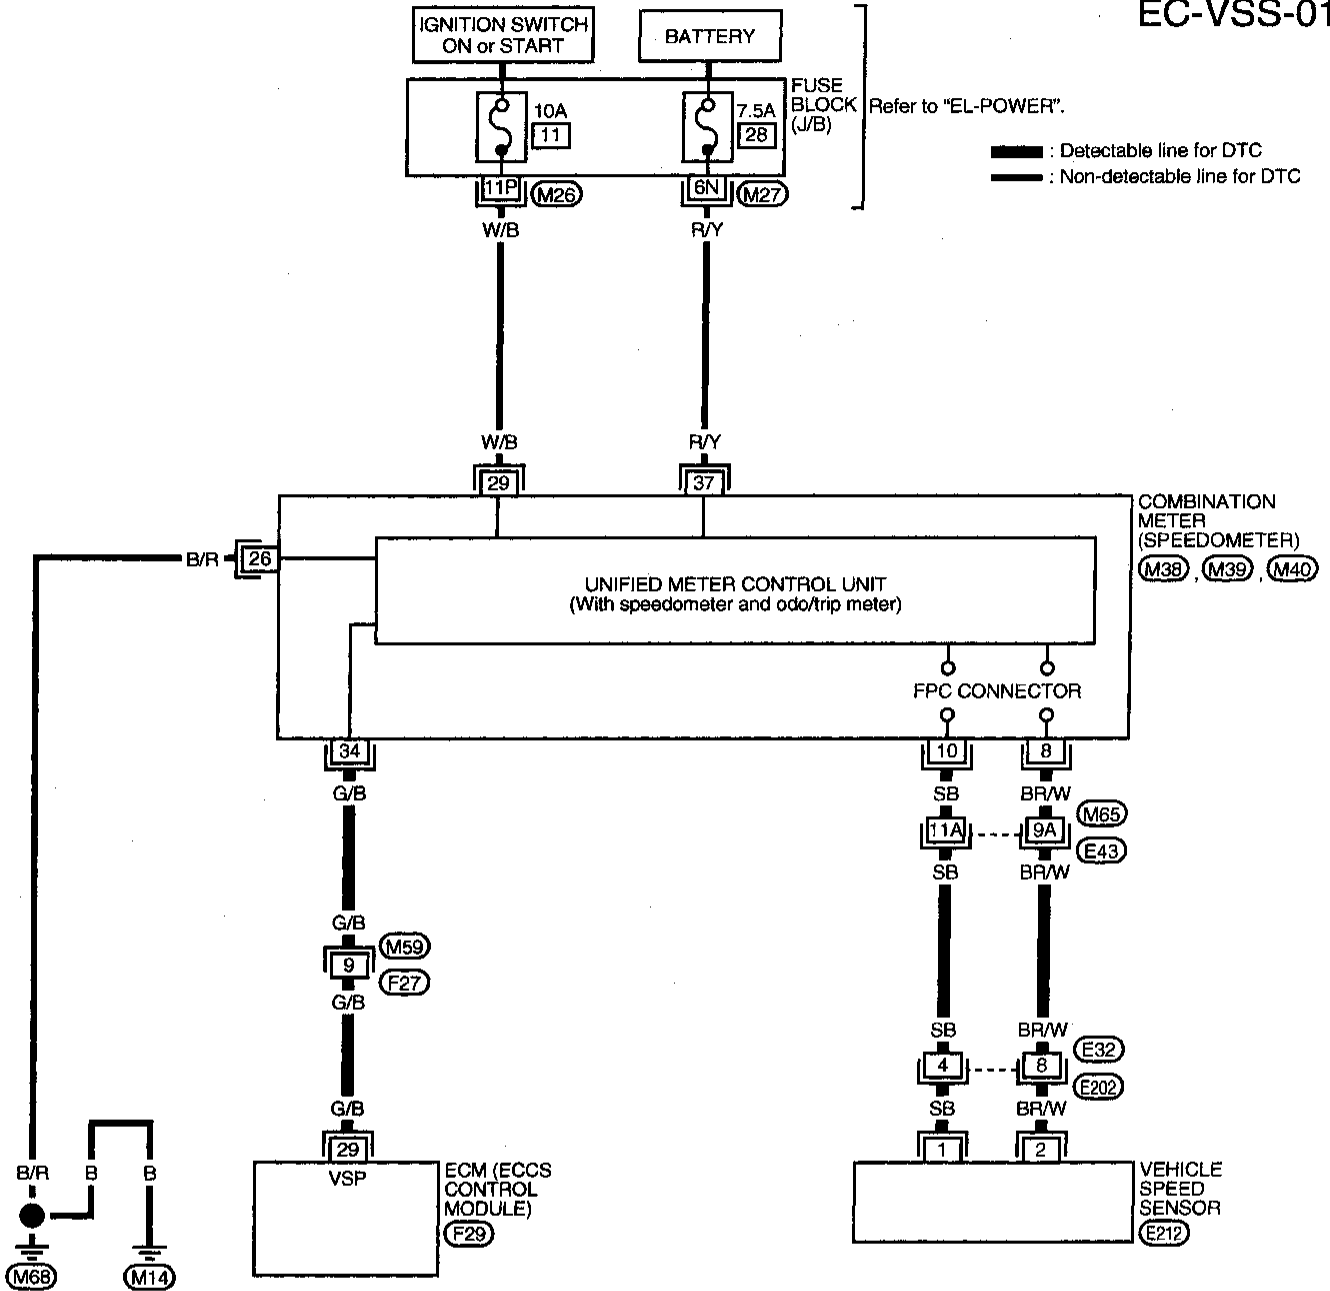 EC-VSS-01
IGNITION SWITCH
ON or START
BATTERY
FUSE
BLOCK
(J/B)
Refer to "EL-POWER".
10A
11
7.5A
28
: Detectable line for DTC
: Non-detectable line for DTC
11P
M26
6N
M27
W/B
R/Y
W/B
R/Y
29
37
COMBINATION
METER
(SPEEDOMETER)
M38 , M39 , M40
B/R
26
UNIFIED METER CONTROL UNIT
(With speedometer and odo/trip meter)
FPC CONNECTOR
34
10
8
G/B
SB
BR/W
11A
9A
M65
E43
SB
BR/W
G/B
9
M59
F27
G/B
SB
BR/W
4
8
E32
E202
G/B
SB
BR/W
29
1
2
VSP
ECM (ECCS
CONTROL
MODULE)
F29
VEHICLE
SPEED
SENSOR
E212
B/R
B
B
M68
M14